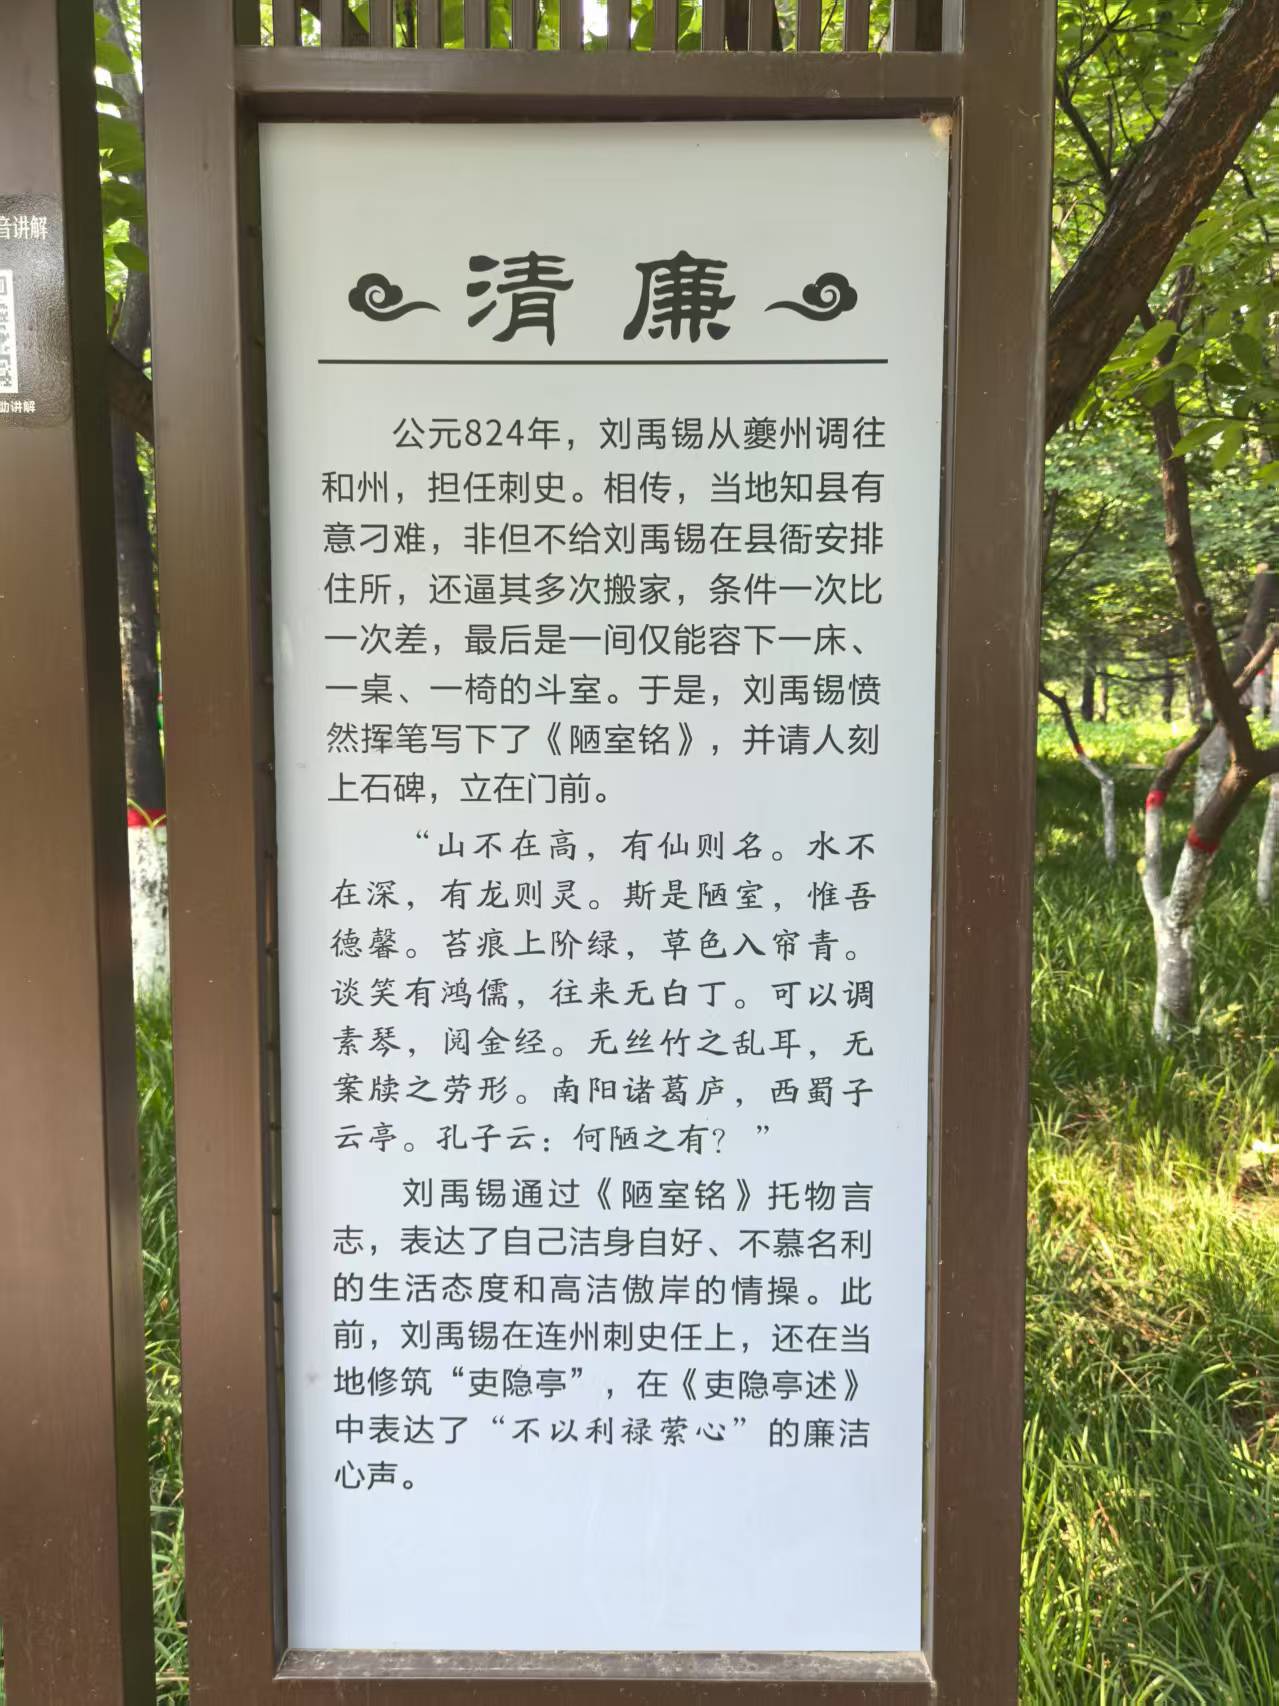 音讲解
助讲解
清廉
公元824年，刘禹锡从夔州调往
和州，担任刺史。相传，当地知县有
意刁难，非但不给刘禹锡在县衙安排
住所，还逼其多次搬家，条件一次比
一次差，最后是一间仅能容下一床、
一桌、一椅的斗室。于是，刘禹锡愤
然挥笔写下了《陋室铭》，并请人刻
上石碑，立在门前。
“山不在高，有仙则名。水不
在深，有龙则灵。斯是陋室，惟吾
德馨。苔痕上阶绿，草色入帘青。
谈笑有鸿儒，往来无白丁。可以调
素琴，阅金经。无丝竹之乱耳，无
案牍之劳形。南阳诸葛庐，西蜀子
云亭。孔子云：何陋之有？”
刘禹锡通过《陋室铭》托物言
志，表达了自己洁身自好、不慕名利
的生活态度和高洁傲岸的情操。此
前，刘禹锡在连州刺史任上，还在当
地修筑“吏隐亭”，在《吏隐亭述》
中表达了“不以利禄萦心”的廉洁
心声。